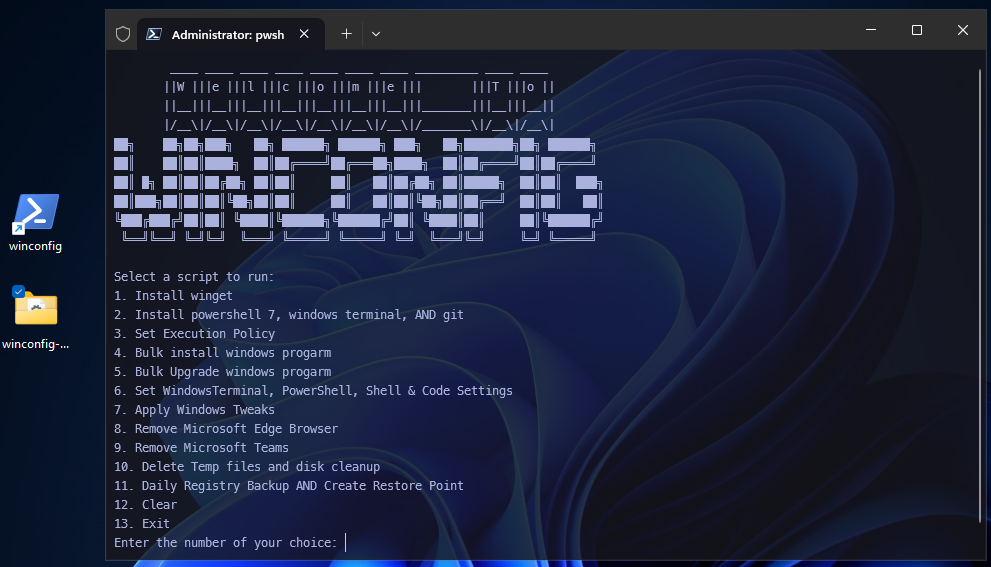 Administrator: pwsh
Welcome To
WINCONFIG
Select a script to run:
1. Install winget
2. Install powershell 7, windows terminal, AND git
3. Set Execution Policy
4. Bulk install windows progarm
5. Bulk Upgrade windows progarm
6. Set WindowsTerminal, PowerShell, Shell & Code Settings
7. Apply Windows Tweaks
8. Remove Microsoft Edge Browser
9. Remove Microsoft Teams
10. Delete Temp files and disk cleanup
11. Daily Registry Backup AND Create Restore Point
12. Clear
13. Exit
Enter the number of your choice:
winconfig
winconfig-...